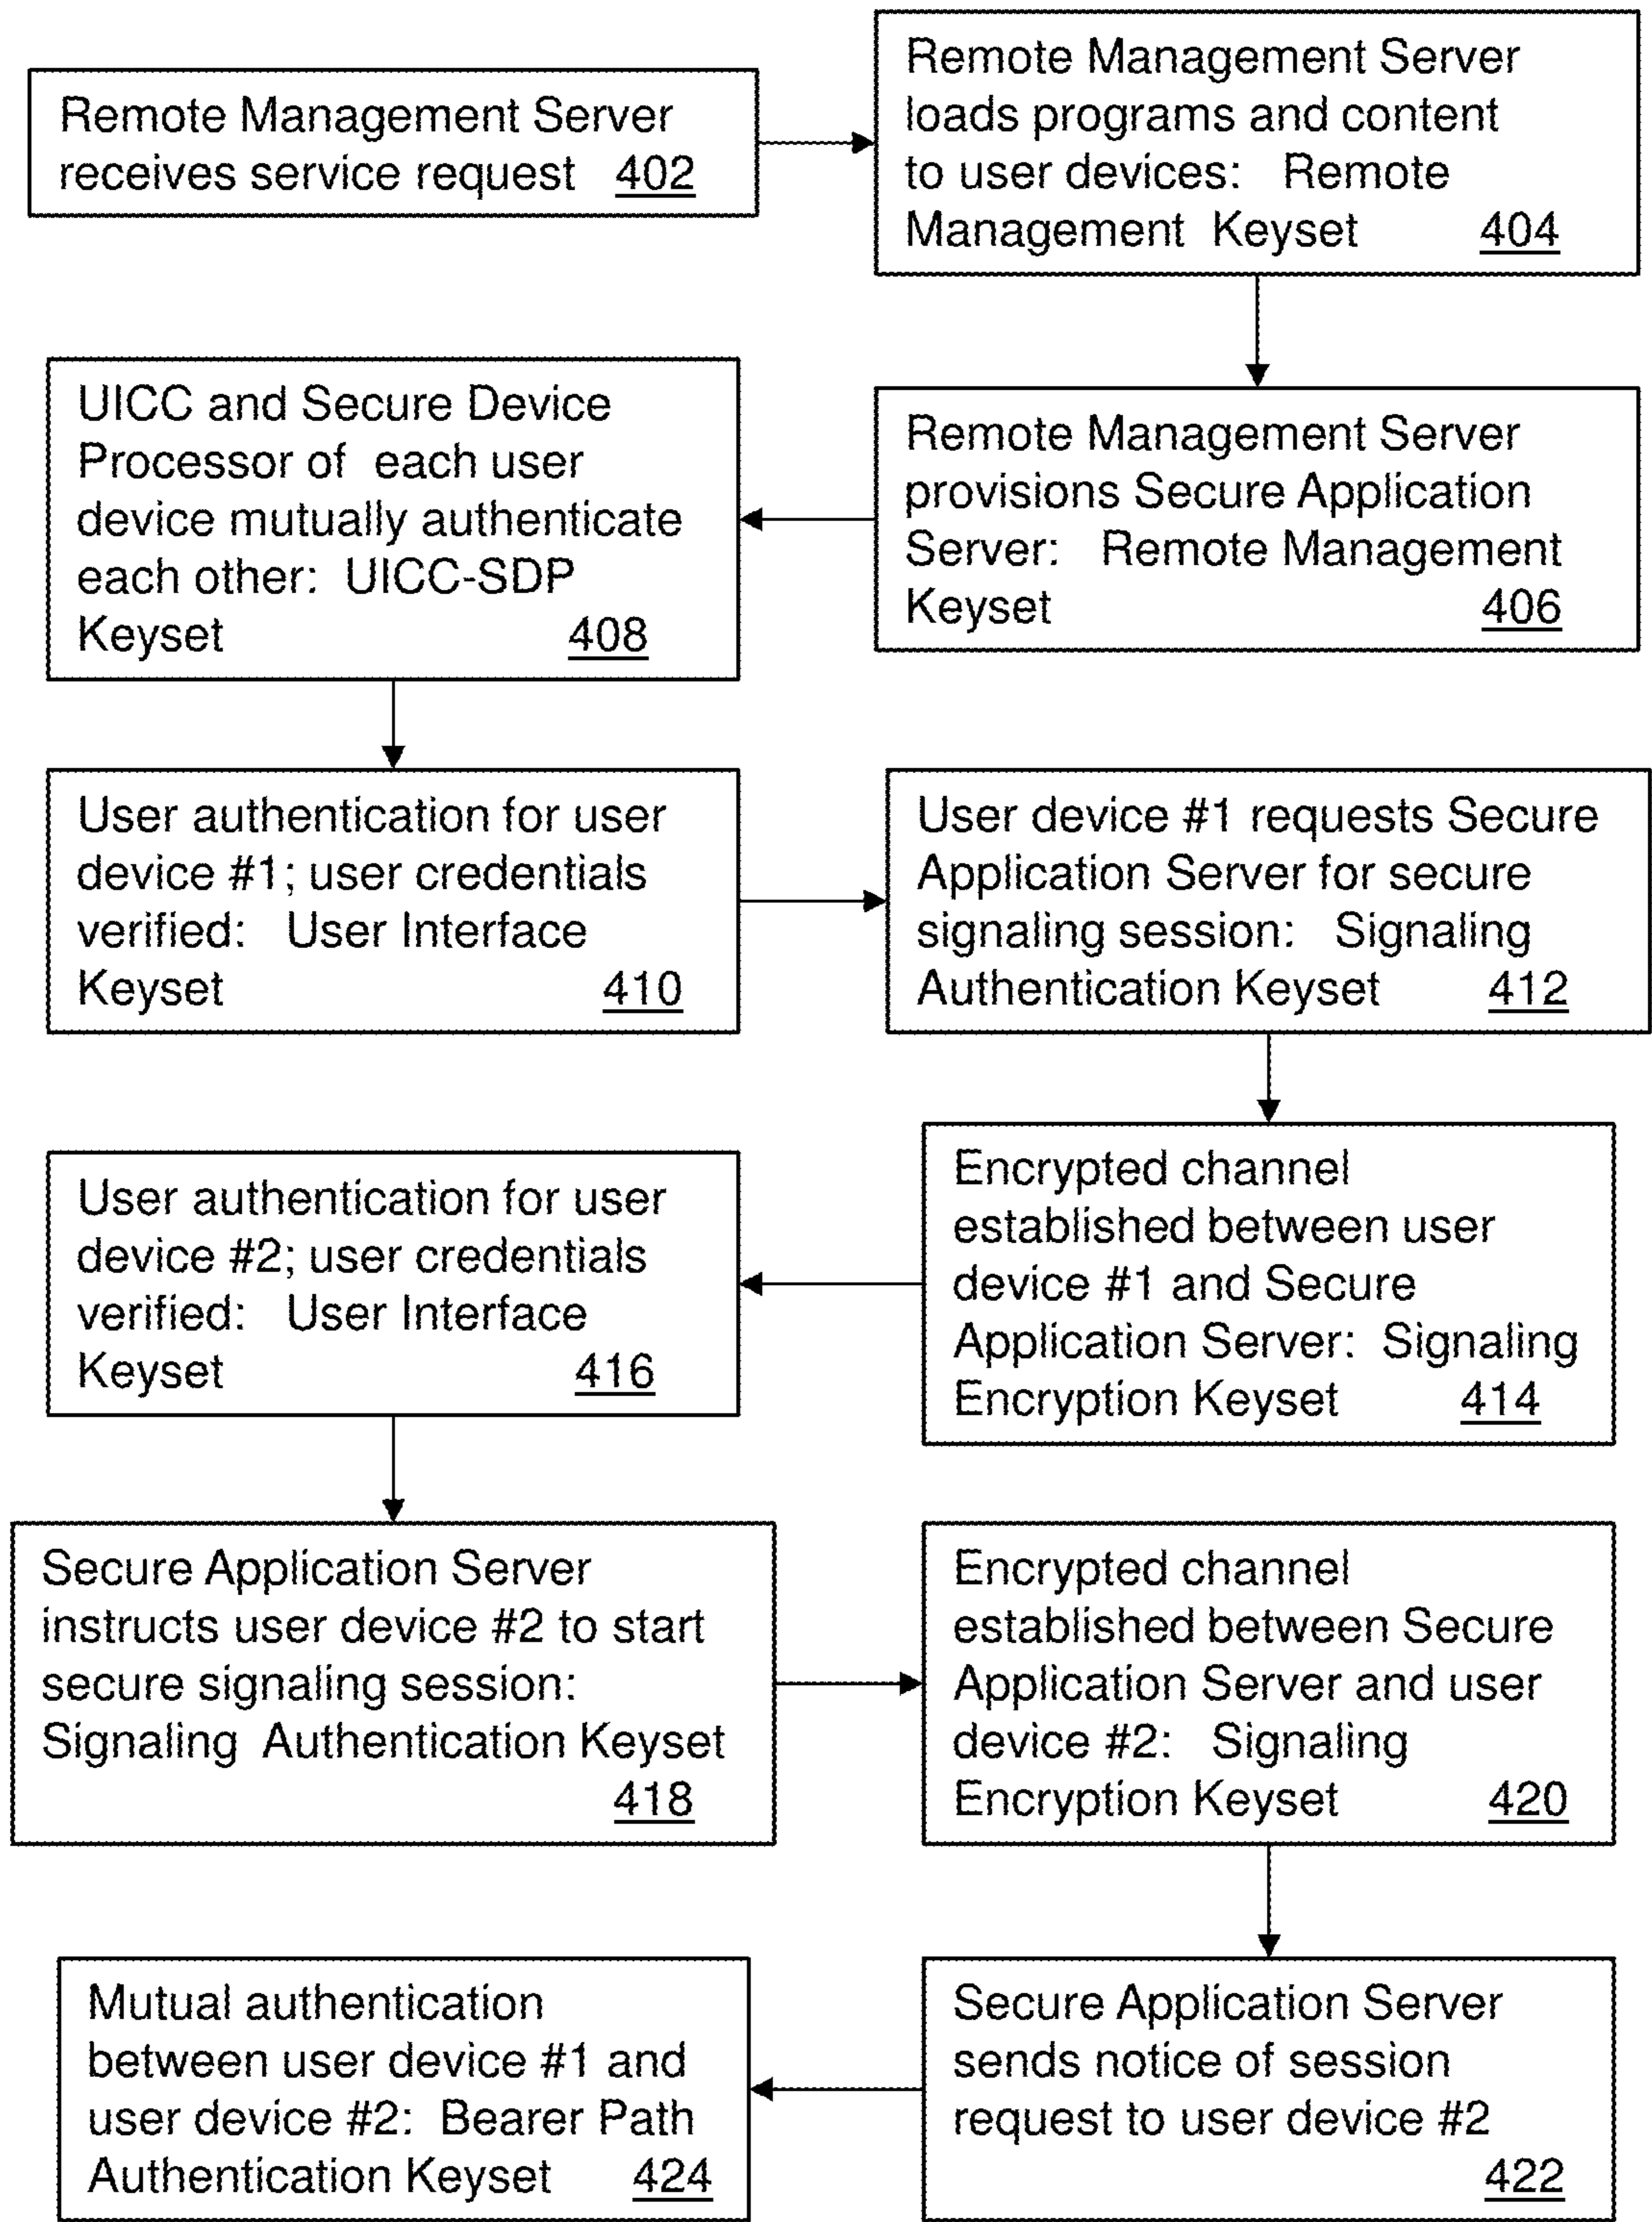 Remote Management Server
receives service request 402
Remote Management Server
loads programs and content
to user devices: Remote
Management Keyset 404
Remote Management Server
provisions Secure Application
Server: Remote Management
Keyset 406
UICC and Secure Device
Processor of each user
device mutually authenticate
each other: UICC-SDP
Keyset 408
User authentication for user
device #1; user credentials
verified: User Interface
Keyset 410
User device #1 requests Secure
Application Server for secure
signaling session: Signaling
Authentication Keyset 412
Encrypted channel
established between user
device #1 and Secure
Application Server: Signaling
Encryption Keyset 414
User authentication for user
device #2; user credentials
verified: User Interface
Keyset 416
Secure Application Server
instructs user device #2 to start
secure signaling session:
Signaling Authentication Keyset
418
Encrypted channel
established between Secure
Application Server and user
device #2: Signaling
Encryption Keyset 420
Secure Application Server
sends notice of session
request to user device #2
422
Mutual authentication
between user device #1 and
user device #2: Bearer Path
Authentication Keyset 424